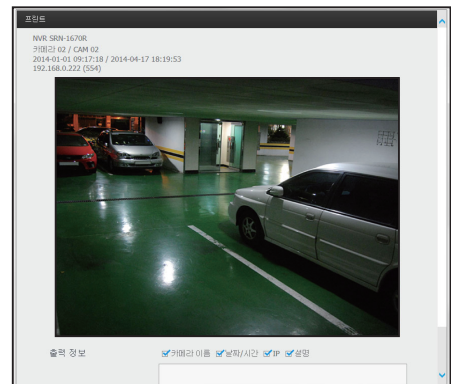 프린트
NVR SRN-1670R
카메라 02 / CAM 02
2014-01-01 09:17:18 / 2014-04-17 18:19:53
192.168.0.222 (554)
출력 정보 카메라 이름 날짜/시간 IP 설명